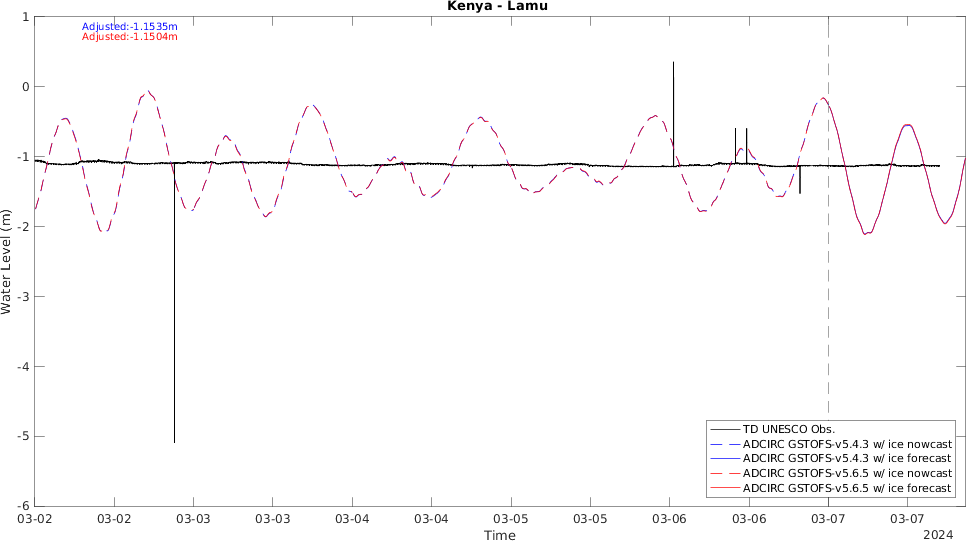 Kenya - Lamu
Adjusted:-1.1535m
Adjusted:-1.1504m
1
0
-1
-2
-3
-4
-5
-6
Water Level (m)
TD UNESCO Obs.
ADCIRC GSTOFS-v5.4.3 w/ ice nowcast
ADCIRC GSTOFS-v5.4.3 w/ ice forecast
ADCIRC GSTOFS-v5.6.5 w/ ice nowcast
ADCIRC GSTOFS-v5.6.5 w/ ice forecast
03-02 03-02 03-03 03-03 03-04 03-04 03-05 03-05 03-06 03-06 03-07 03-07
Time
2024